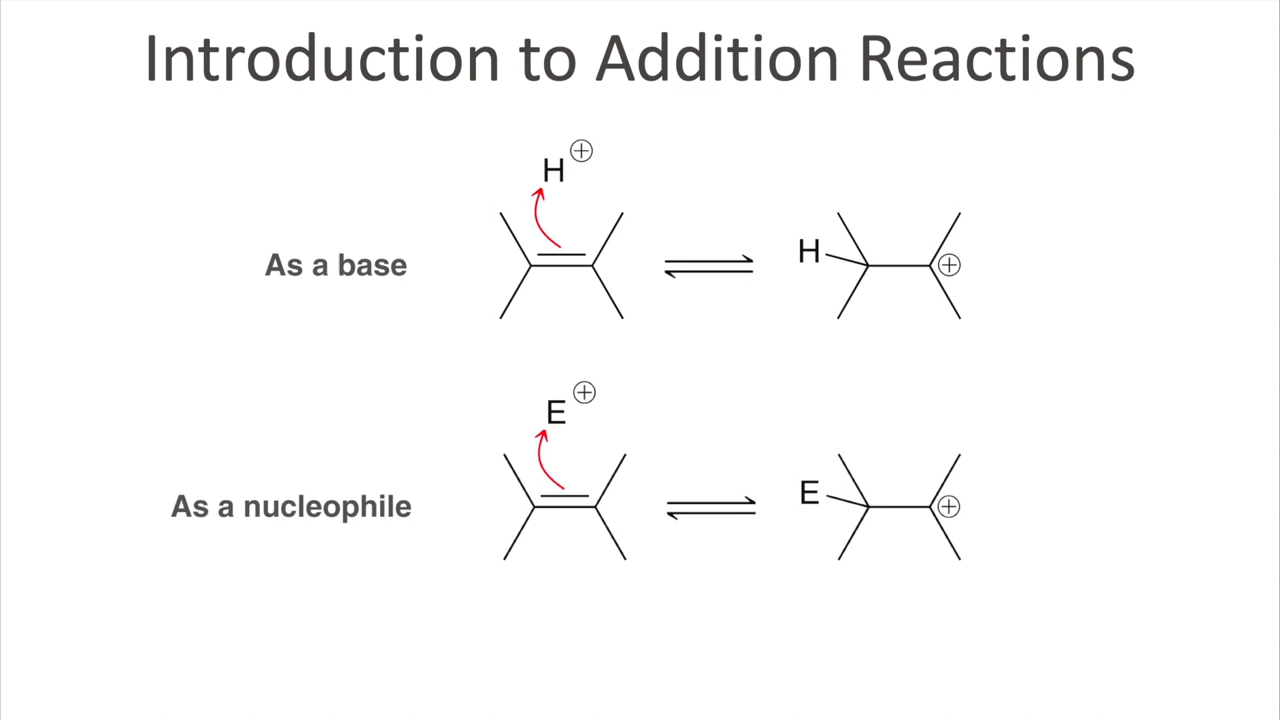 Introduction to Addition Reactions
H ⊕
As a base
H ⊕
E ⊕
As a nucleophile
E ⊕